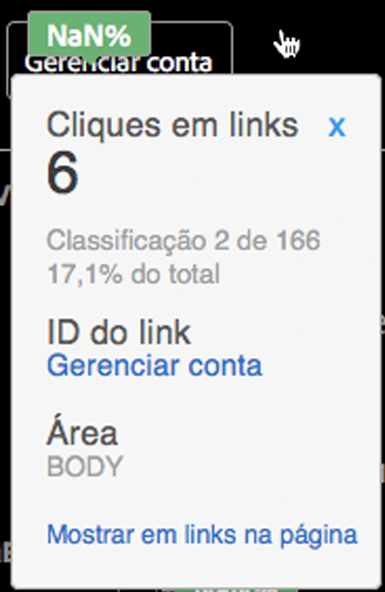 NaN%
Gerenciar conta
Cliques em links x
6
Classificação 2 de 166
17,1% do total
ID do link
Gerenciar conta
Área
BODY
Mostrar em links na página